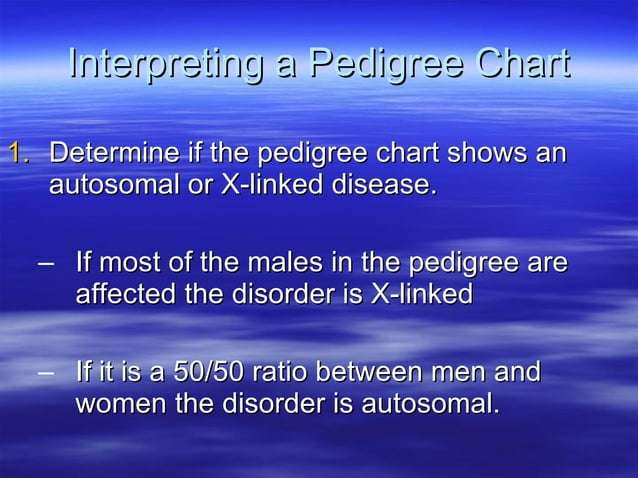 Interpreting a Pedigree Chart
1. Determine if the pedigree chart shows an
autosomal or X-linked disease.
– If most of the males in the pedigree are
affected the disorder is X-linked
– If it is a 50/50 ratio between men and
women the disorder is autosomal.